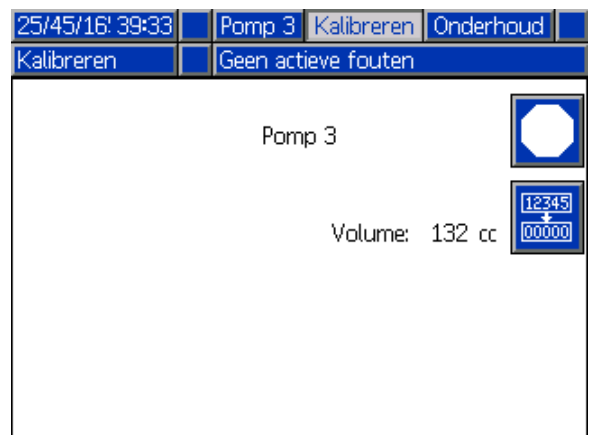 25/45/16! 39:33 Pomp 3 Kalibreren Onderhoud
Kalibreren Geen actieve fouten
Pomp 3
12345
Volume: 132 cc 00000